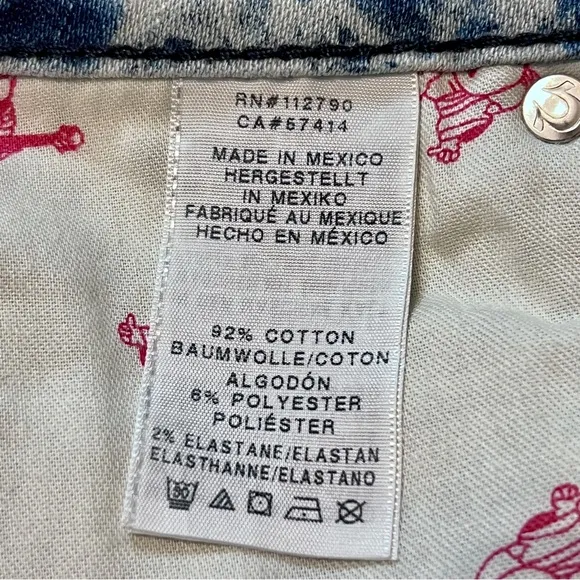 RN#112790
CA#57414
MADE IN MEXICO
HERGESTELLT
IN MEXIKO
FABRIQUÉ AU MEXIQUE
HECHO EN MÉXICO
92% COTTON
BAUMWOLLE/COTON
ALGODÓN
6% POLYESTER
POLIÉSTER
2% ELASTANE/ELASTAN
ELASTHANNE/ELASTANO
30